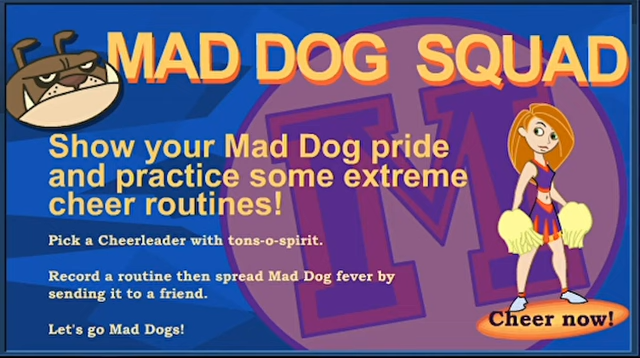 MAD DOG SQUAD
Show your Mad Dog pride
and practice some extreme
cheer routines!
Pick a Cheerleader with tons-o-spirit.
Record a routine then spread Mad Dog fever by
sending it to a friend.
Let's go Mad Dogs!
Cheer now!
M